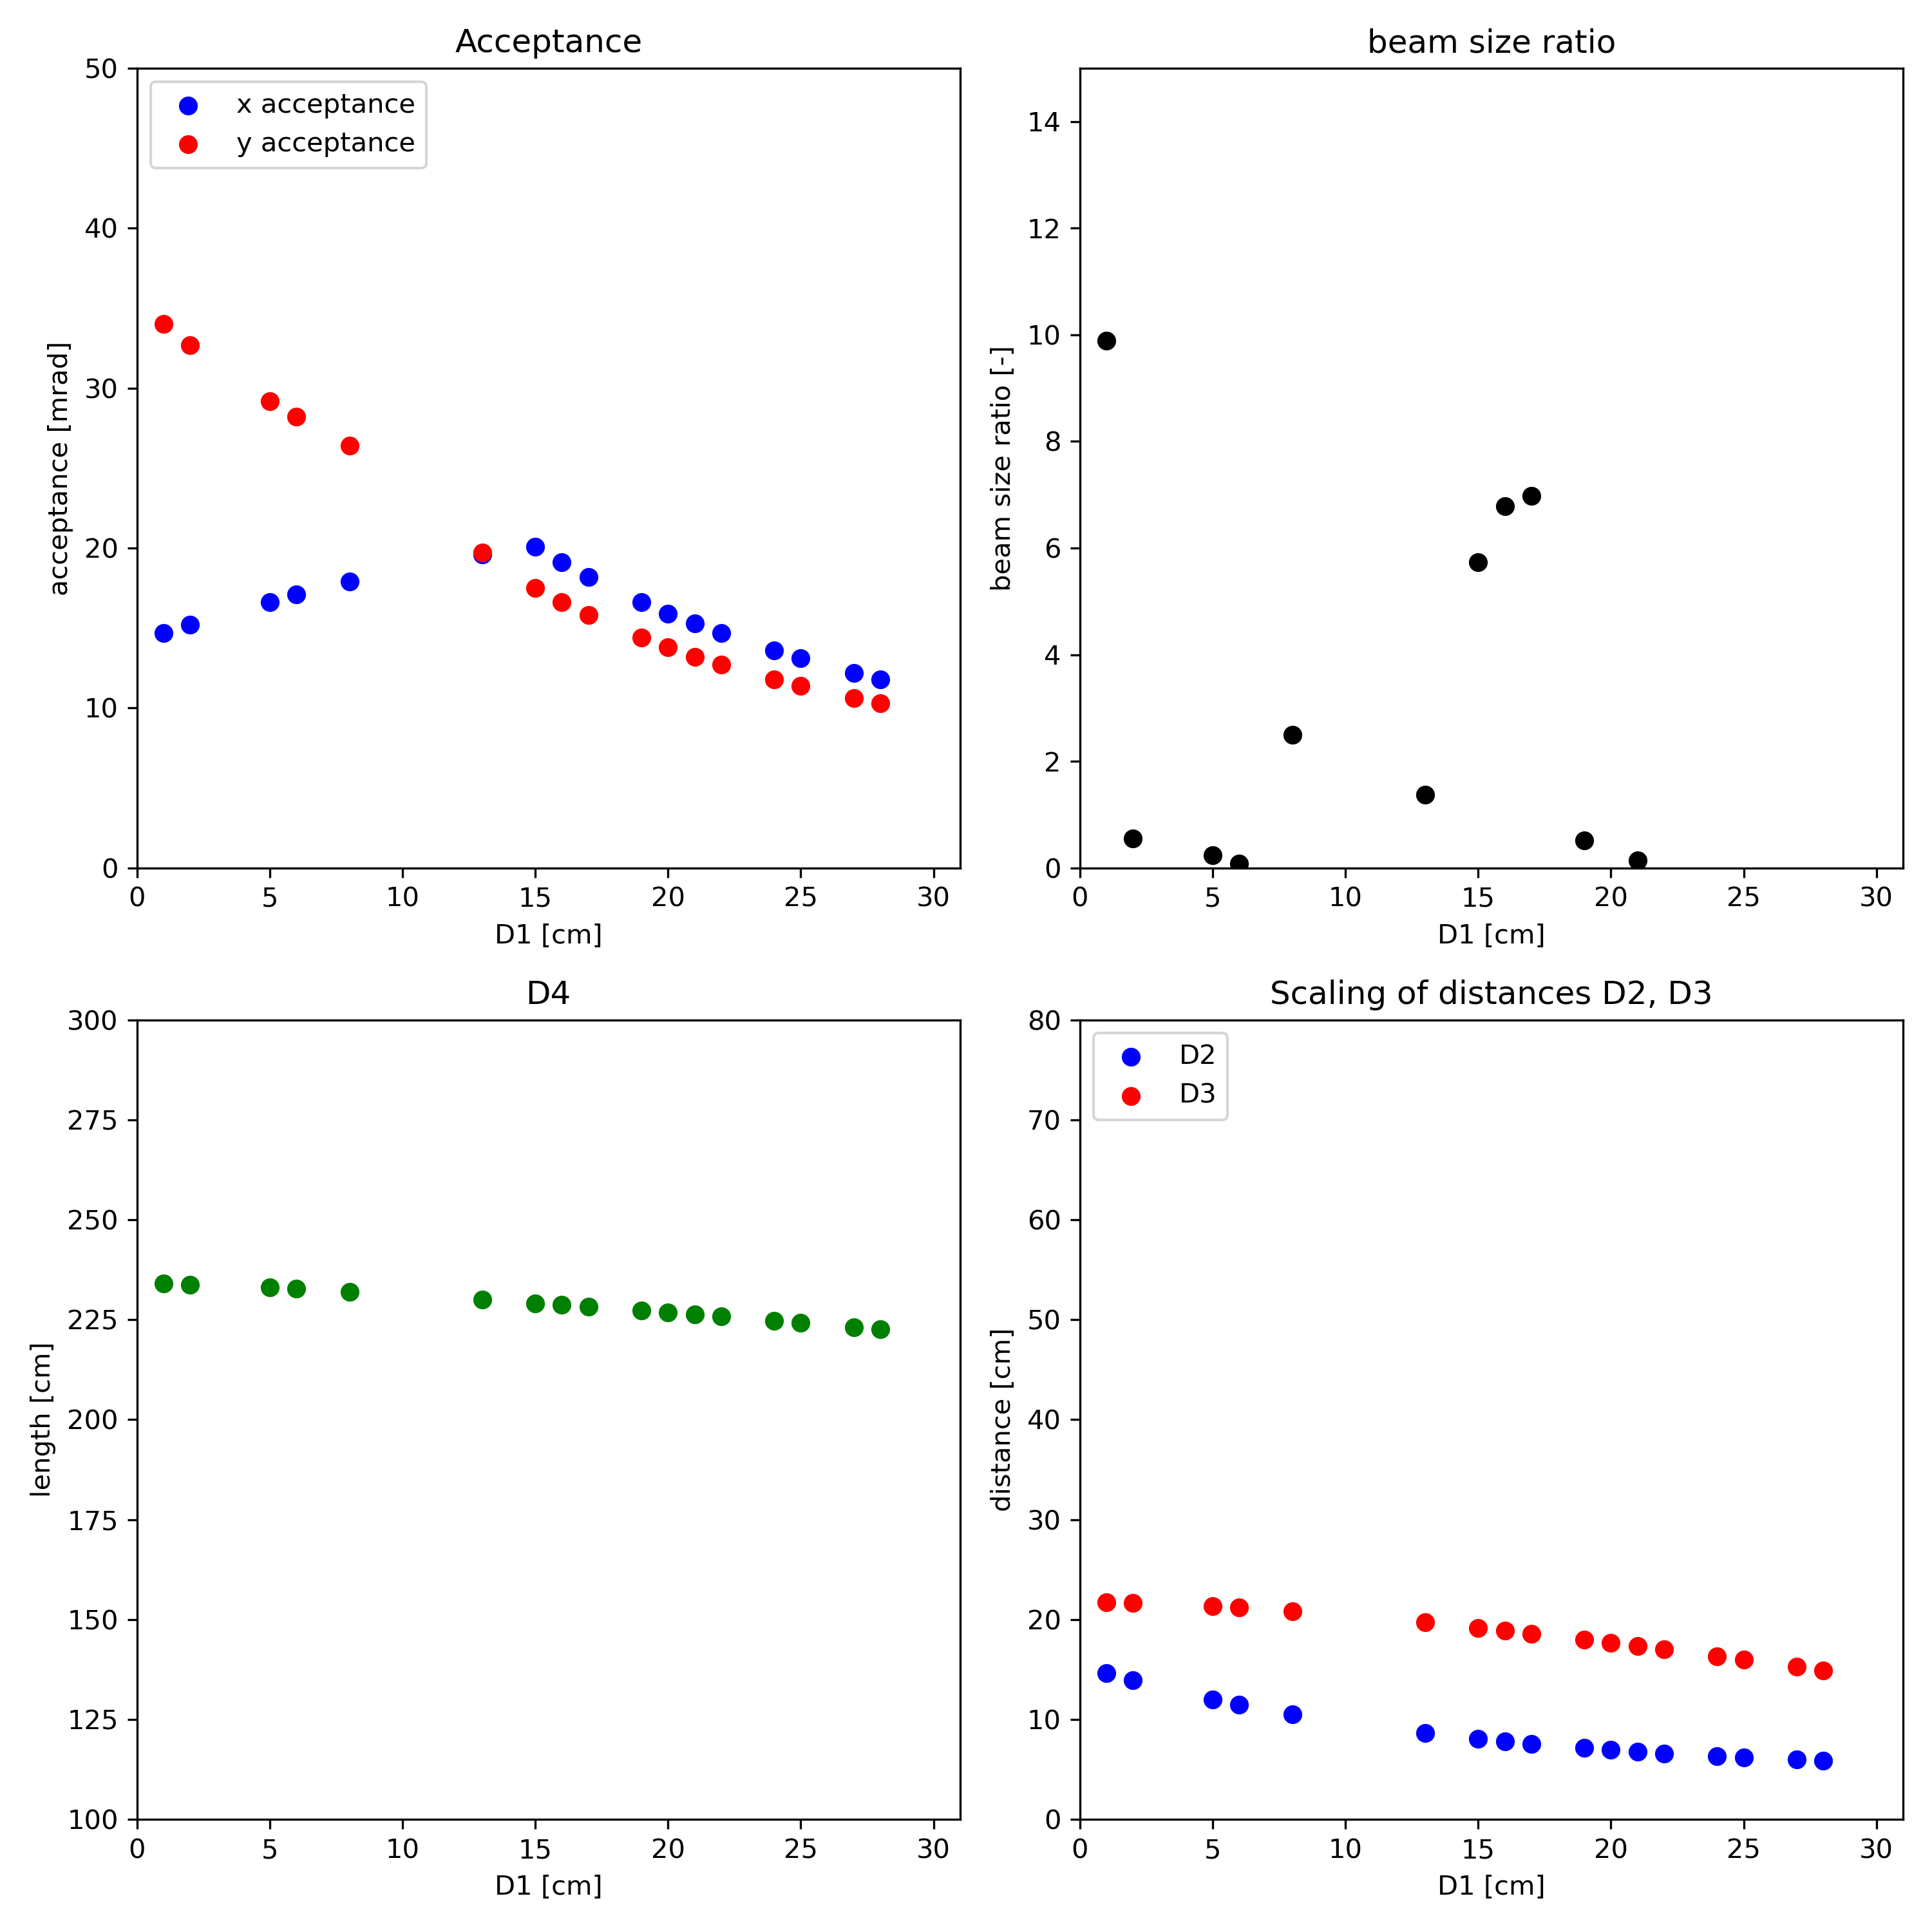 Acceptance
50
40
30
20
10
0
acceptance [mrad]
x acceptance
y acceptance
0 5 10 15 20 25 30
D1 [cm]
beam size ratio
14
12
10
8
6
4
2
0
beam size ratio [-]
0 5 10 15 20 25 30
D1 [cm]
D4
300
275
250
225
200
175
150
125
100
length [cm]
0 5 10 15 20 25 30
D1 [cm]
Scaling of distances D2, D3
80
70
60
50
40
30
20
10
0
distance [cm]
D2
D3
0 5 10 15 20 25 30
D1 [cm]